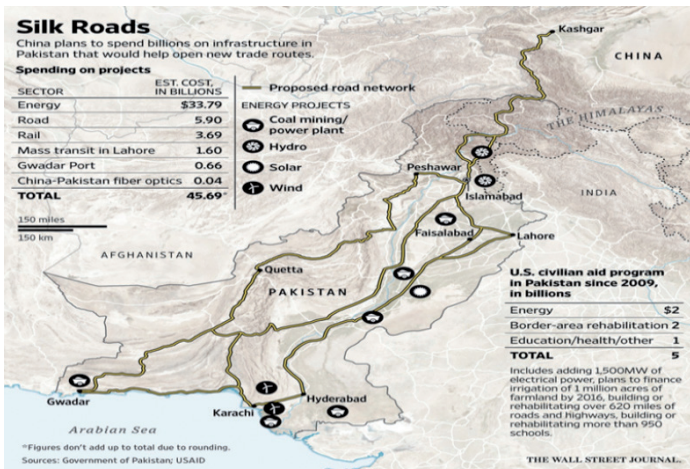 Silk Roads
China plans to spend billions on infrastructure in
Pakistan that would help open new trade routes.
Spending on projects
SECTOR EST. COST, IN BILLIONS
Energy $33.79
Road 5.90
Rail 3.69
Mass transit in Lahore 1.60
Gwadar Port 0.66
China-Pakistan fiber optics 0.04
TOTAL 45.69*
150 miles
150 km
Proposed road network
ENERGY PROJECTS
Coal mining/
power plant
Hydro
Solar
Wind
Kashgar
CHINA
THE HIMALAYAS
Peshawar
Islamabad
INDIA
Faisalabad
Lahore
AFGHANISTAN
Quetta
PAKISTAN
Gwadar
Karachi
Hyderabad
Arabian Sea
U.S. civilian aid program
in Pakistan since 2009,
in billions
Energy $2
Border-area rehabilitation 2
Education/health/other 1
TOTAL 5
Includes adding 1,500MW of
electrical power, plans to finance
irrigation of 1 million acres of
farmland by 2016, building or
rehabilitating over 620 miles of
roads and highways, building or
rehabilitating more than 950
schools.
*Figures don't add up to total due to rounding.
Sources: Government of Pakistan; USAID
THE WALL STREET JOURNAL.